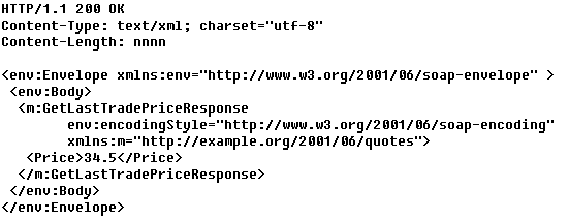 HTTP/1.1 200 OK
Content-Type: text/xml; charset="utf-8"
Content-Length: nnnn

<env:Envelope xmlns:env="http://www.w3.org/2001/06/soap-envelope" >
 <env:Body>
  <m:GetLastTradePriceResponse
        env:encodingStyle="http://www.w3.org/2001/06/soap-encoding"
        xmlns:m="http://example.org/2001/06/quotes">
   <Price>34.5</Price>
  </m:GetLastTradePriceResponse>
 </env:Body>
</env:Envelope>